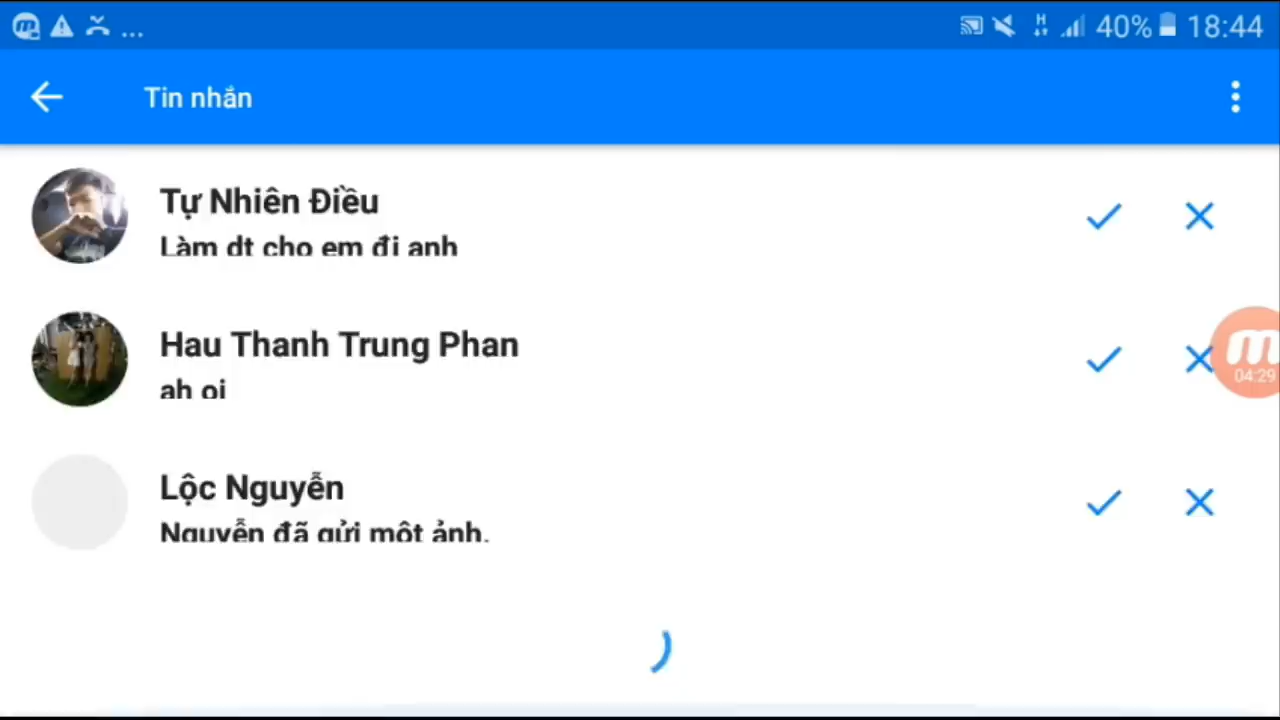 ... H 40% 18:44
Tin nhắn
Tự Nhiên Điều
Làm dt cho em đi anh
Hau Thanh Trung Phan
ah oi
04:29
Lộc Nguyễn
Nguyễn đã gửi một ảnh.